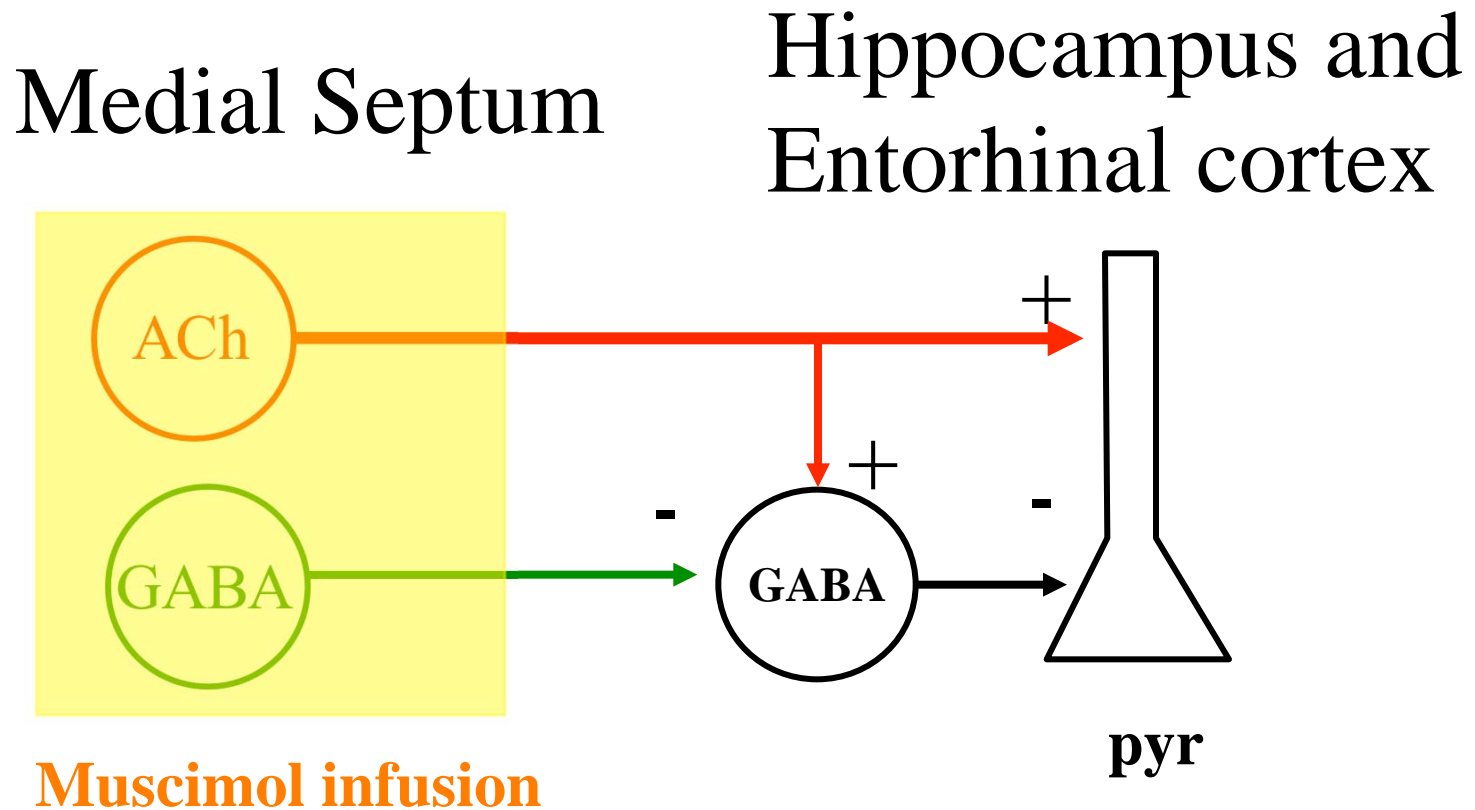 Medial Septum
Hippocampus and
Entorhinal cortex
ACh
+
+
GABA
-
GABA
-
pyr
Muscimol infusion